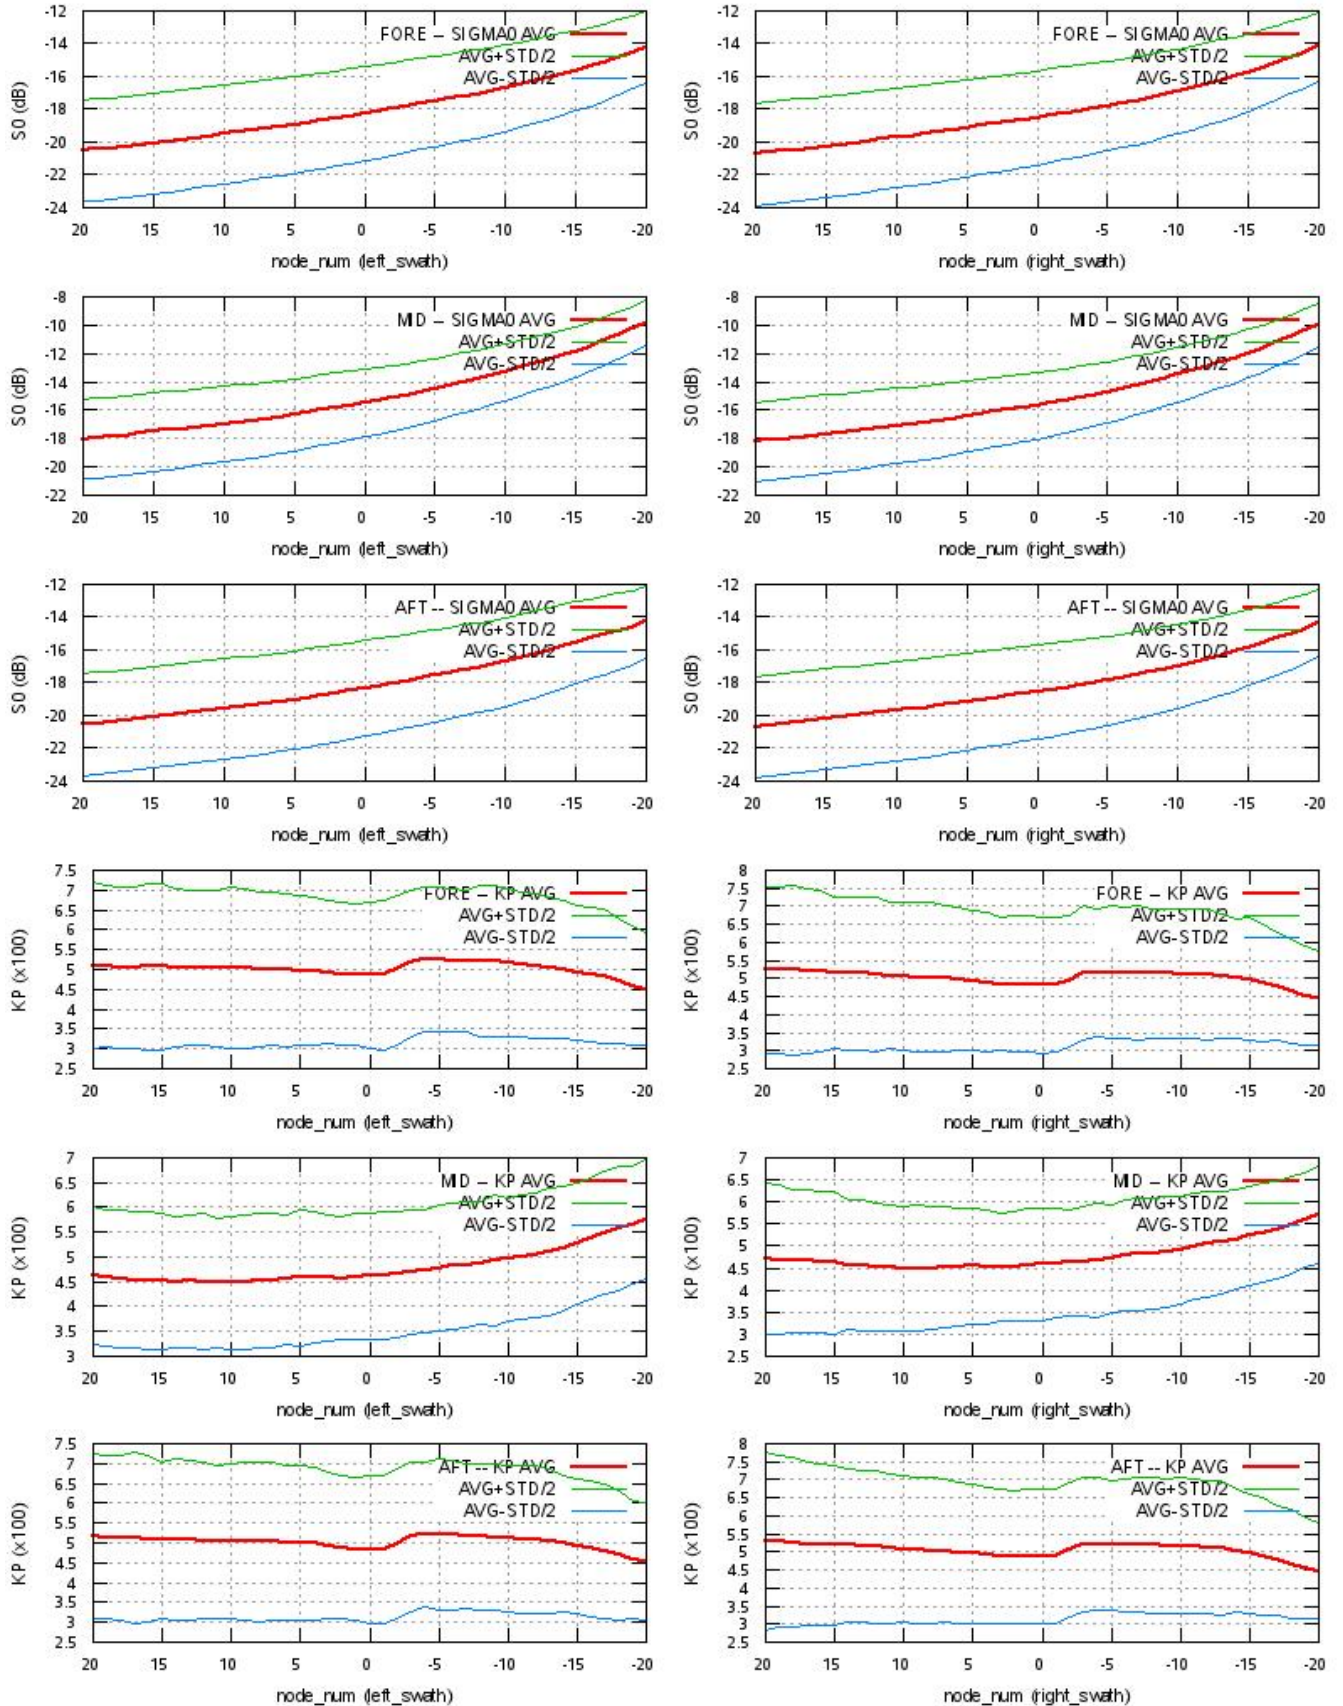 -12
-14
-16
-18
-20
-22
-24
S0 (dB)
FORE – SIGMA0 AVG
AVG+STD/2
AVG-STD/2
20 15 10 5 0 -5 -10 -15 -20
node_num (left_swath)
-12
-14
-16
-18
-20
-22
-24
S0 (dB)
FORE – SIGMA0 AVG
AVG+STD/2
AVG-STD/2
20 15 10 5 0 -5 -10 -15 -20
node_num (right_swath)
-8
-10
-12
-14
-16
-18
-20
-22
S0 (dB)
MID – SIGMA0 AVG
AVG+STD/2
AVG-STD/2
20 15 10 5 0 -5 -10 -15 -20
node_num (left_swath)
-8
-10
-12
-14
-16
-18
-20
-22
S0 (dB)
MID – SIGMA0 AVG
AVG+STD/2
AVG-STD/2
20 15 10 5 0 -5 -10 -15 -20
node_num (right_swath)
-12
-14
-16
-18
-20
-22
-24
S0 (dB)
AFT -- SIGMA0 AVG
AVG+STD/2
AVG-STD/2
20 15 10 5 0 -5 -10 -15 -20
node_num (left_swath)
-12
-14
-16
-18
-20
-22
-24
S0 (dB)
AFT -- SIGMA0 AVG
AVG+STD/2
AVG-STD/2
20 15 10 5 0 -5 -10 -15 -20
node_num (right_swath)
7.5
7
6.5
6
5.5
5
4.5
4
3.5
3
2.5
KP (x100)
FORE – KP AVG
AVG+STD/2
AVG-STD/2
20 15 10 5 0 -5 -10 -15 -20
node_num (left_swath)
8
7.5
7
6.5
6
5.5
5
4.5
4
3.5
3
2.5
KP (x100)
FORE – KP AVG
AVG+STD/2
AVG-STD/2
20 15 10 5 0 -5 -10 -15 -20
node_num (right_swath)
7
6.5
6
5.5
5
4.5
4
3.5
3
KP (x100)
MID – KP AVG
AVG+STD/2
AVG-STD/2
20 15 10 5 0 -5 -10 -15 -20
node_num (left_swath)
7
6.5
6
5.5
5
4.5
4
3.5
3
2.5
KP (x100)
MID – KP AVG
AVG+STD/2
AVG-STD/2
20 15 10 5 0 -5 -10 -15 -20
node_num (right_swath)
7.5
7
6.5
6
5.5
5
4.5
4
3.5
3
2.5
KP (x100)
AFT -- KP AVG
AVG+STD/2
AVG-STD/2
20 15 10 5 0 -5 -10 -15 -20
node_num (left_swath)
8
7.5
7
6.5
6
5.5
5
4.5
4
3.5
3
2.5
KP (x100)
AFT -- KP AVG
AVG+STD/2
AVG-STD/2
20 15 10 5 0 -5 -10 -15 -20
node_num (right_swath)